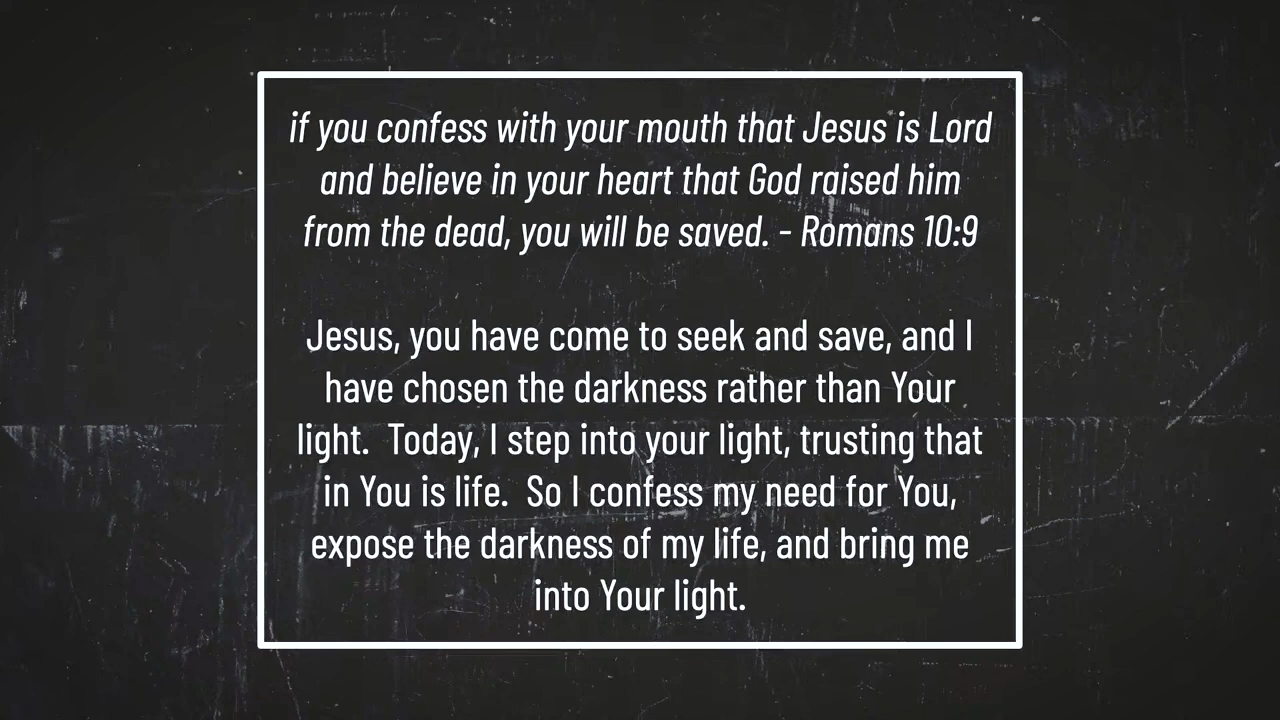 if you confess with your mouth that Jesus is Lord
and believe in your heart that God raised him
from the dead, you will be saved. - Romans 10:9
Jesus, you have come to seek and save, and I
have chosen the darkness rather than Your
light.  Today, I step into your light, trusting that
in You is life.  So I confess my need for You,
expose the darkness of my life, and bring me
into Your light.